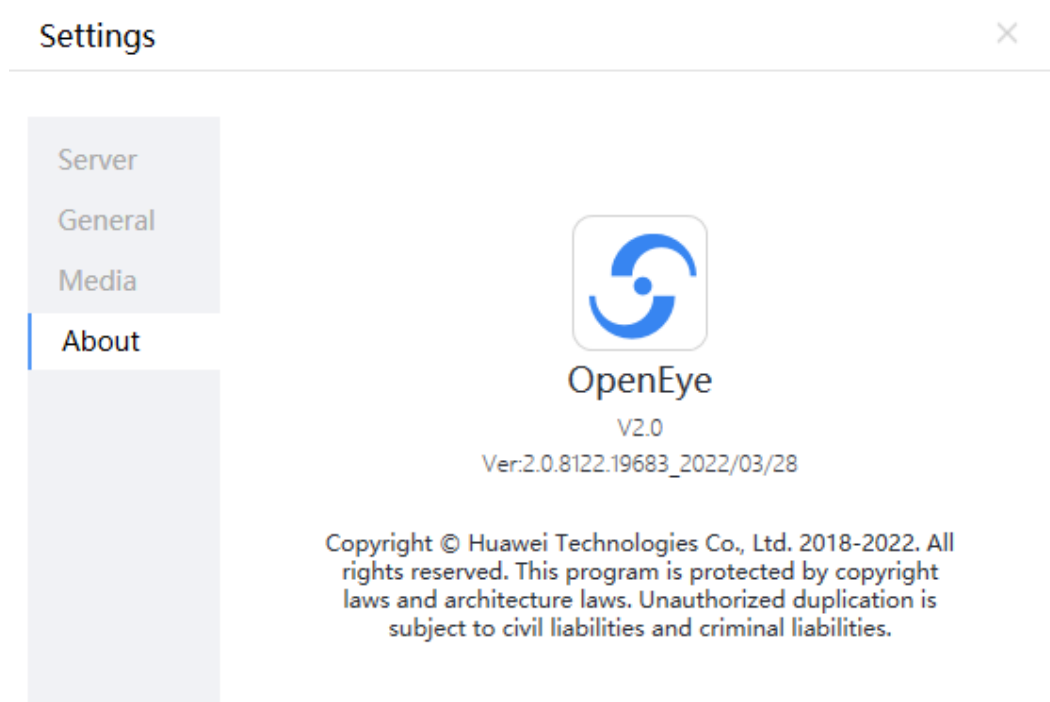 Settings
Server
General
Media
About
OpenEye
V2.0
Ver:2.0.8122.19683_2022/03/28
Copyright © Huawei Technologies Co., Ltd. 2018-2022. All
rights reserved. This program is protected by copyright
laws and architecture laws. Unauthorized duplication is
subject to civil liabilities and criminal liabilities.